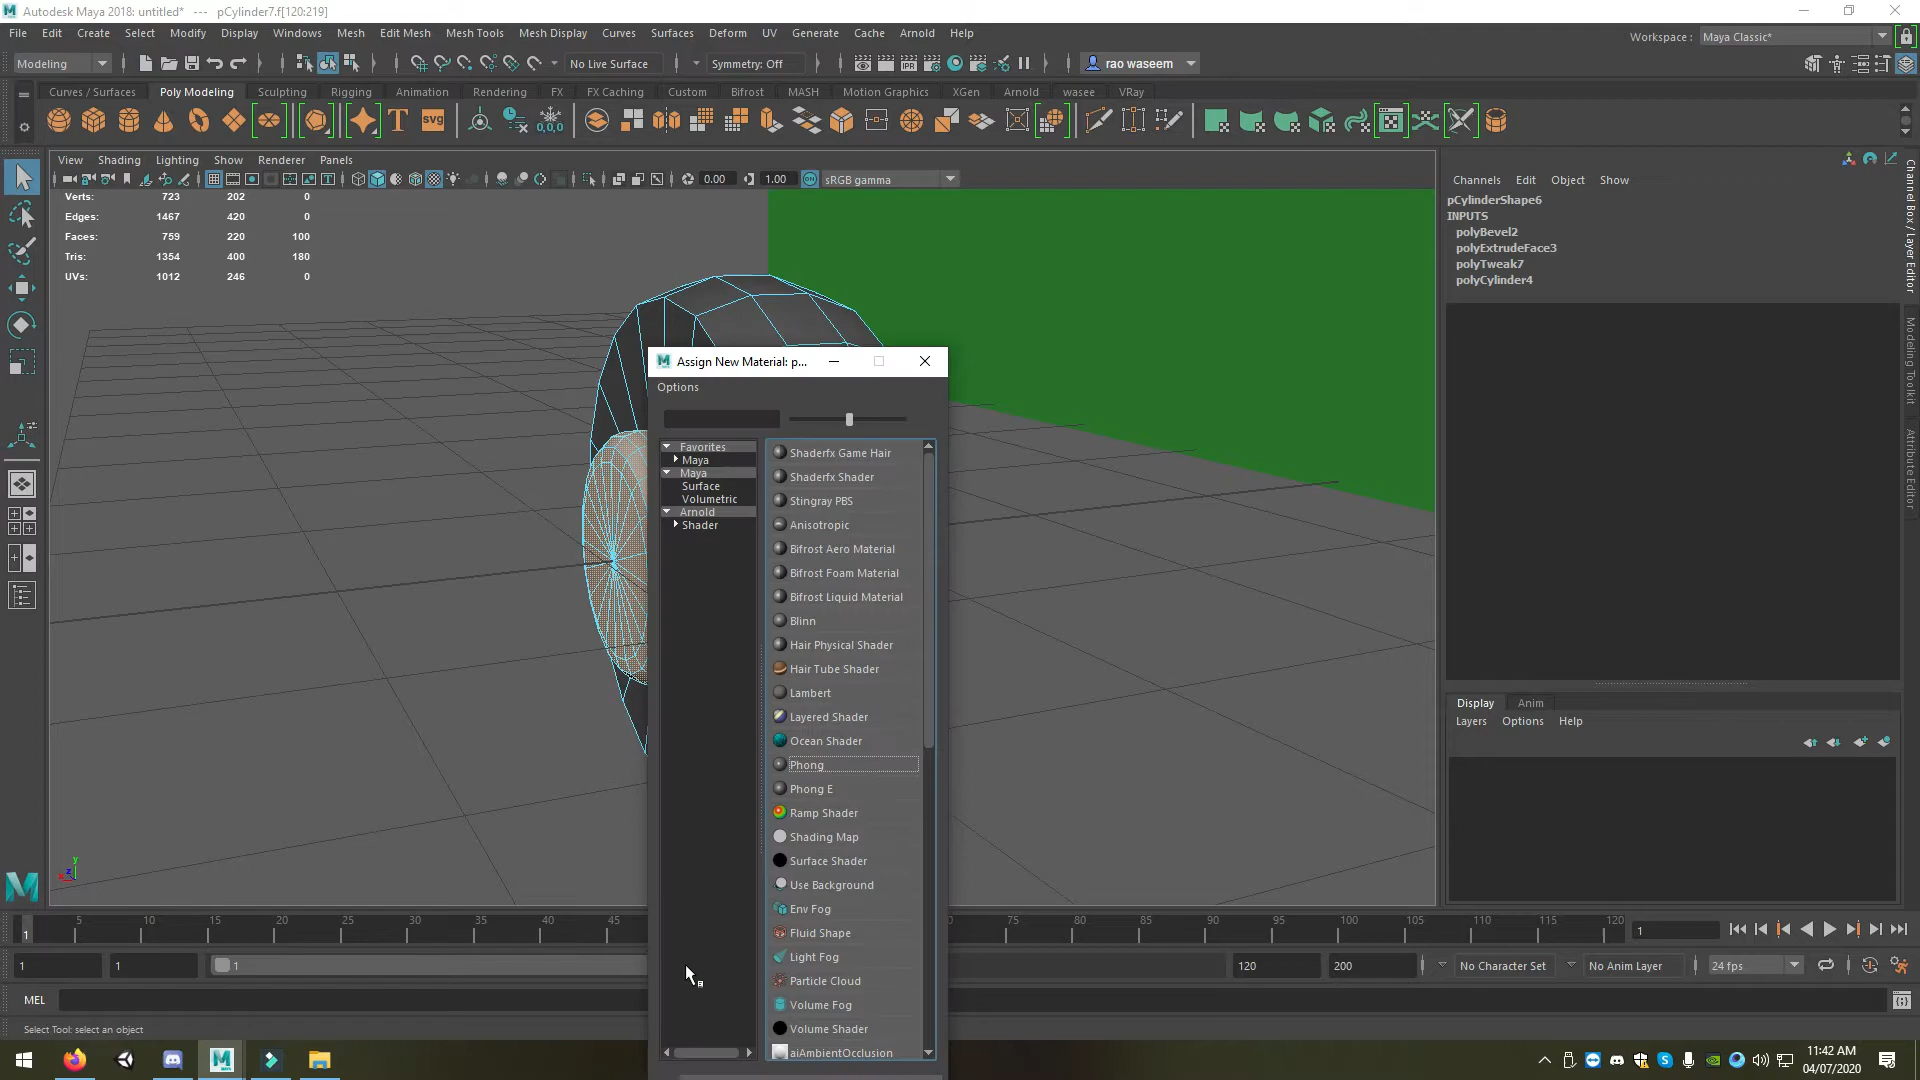 Autodesk Maya 2018: untitled*   ---   pCylinder7.f[120:219]
File Edit Create Select Modify Display Windows Mesh Edit Mesh Mesh Tools Mesh Display Curves Surfaces Deform UV Generate Cache Arnold Help
Workspace : Maya Classic*
Modeling No Live Surface Symmetry: Off rao waseem
Curves / Surfaces Poly Modeling Sculpting Rigging Animation Rendering FX FX Caching Custom Bifrost MASH Motion Graphics XGen Arnold wasee VRay
View Shading Lighting Show Renderer Panels
0.00 1.00 sRGB gamma
Verts: 723 202 0
Edges: 1467 420 0
Faces: 759 220 100
Tris: 1354 400 180
UVs: 1012 246 0
Channels Edit Object Show
pCylinderShape6
INPUTS
polyBevel2
polyExtrudeFace3
polyTweak7
polyCylinder4
Channel Box / Layer Editor
Modeling Toolkit
Attribute Editor
Assign New Material: p...
Options
Favorites
Maya
Maya
Surface
Volumetric
Arnold
Shader
Shaderfx Game Hair
Shaderfx Shader
Stingray PBS
Anisotropic
Bifrost Aero Material
Bifrost Foam Material
Bifrost Liquid Material
Blinn
Hair Physical Shader
Hair Tube Shader
Lambert
Layered Shader
Ocean Shader
Phong
Phong E
Ramp Shader
Shading Map
Surface Shader
Use Background
Env Fog
Fluid Shape
Light Fog
Particle Cloud
Volume Fog
Volume Shader
aiAmbientOcclusion
Display Anim
Layers Options Help
y
z
x
5 10 15 20 25 30 35 40 45 75 80 85 90 95 100 105 110 115 120
1
1
1 1 1 120 200 No Character Set No Anim Layer 24 fps
MEL
Select Tool: select an object
11:42 AM
04/07/2020